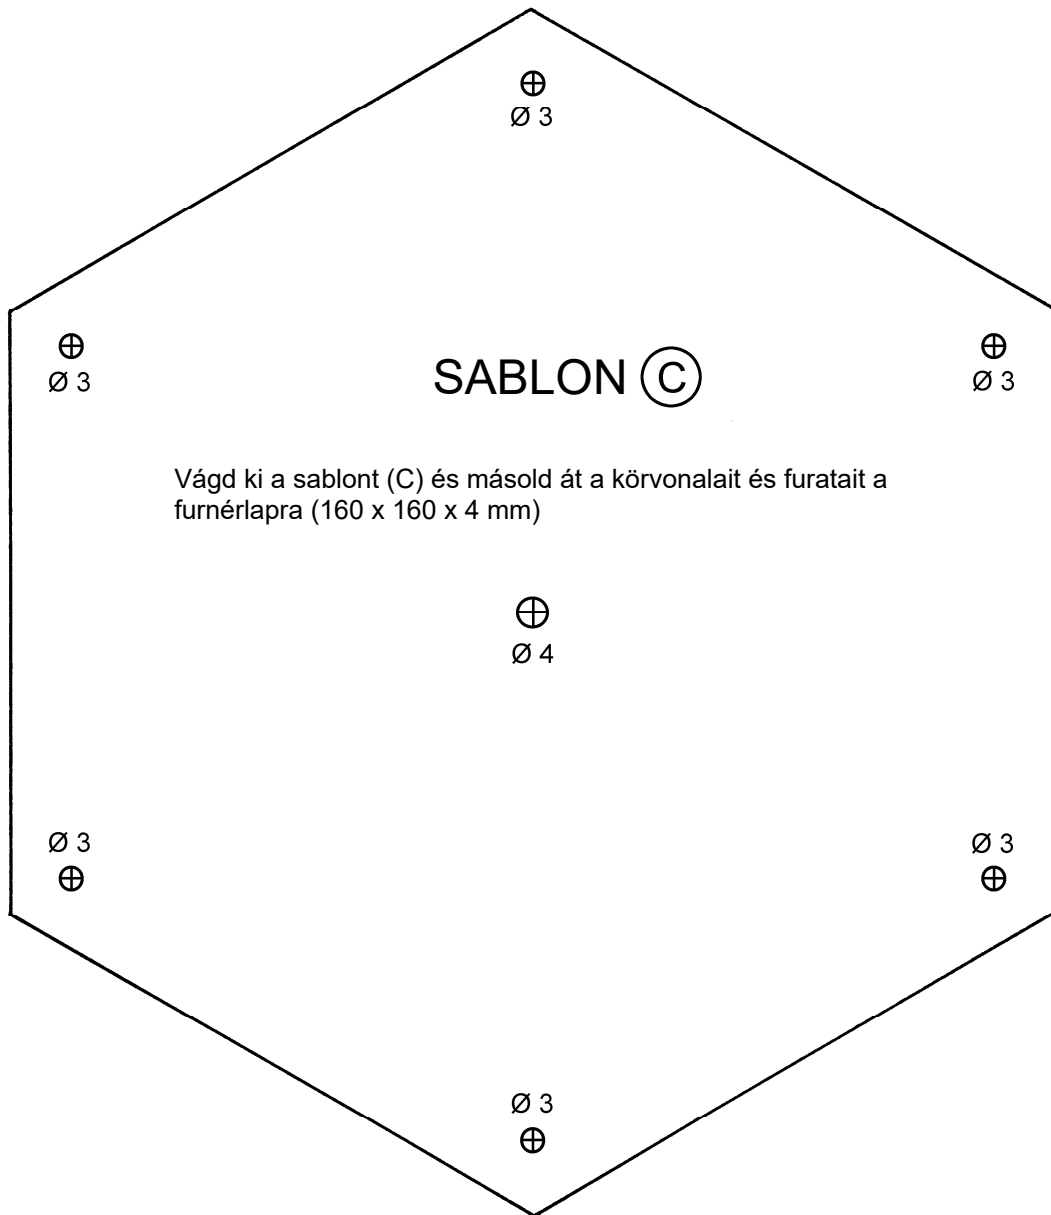 Ø 3
Ø 3
Ø 3
SABLON C
Vágd ki a sablont (C) és másold át a körvonalait és furatait a
furnérlapra (160 x 160 x 4 mm)
Ø 4
Ø 3
Ø 3
Ø 3